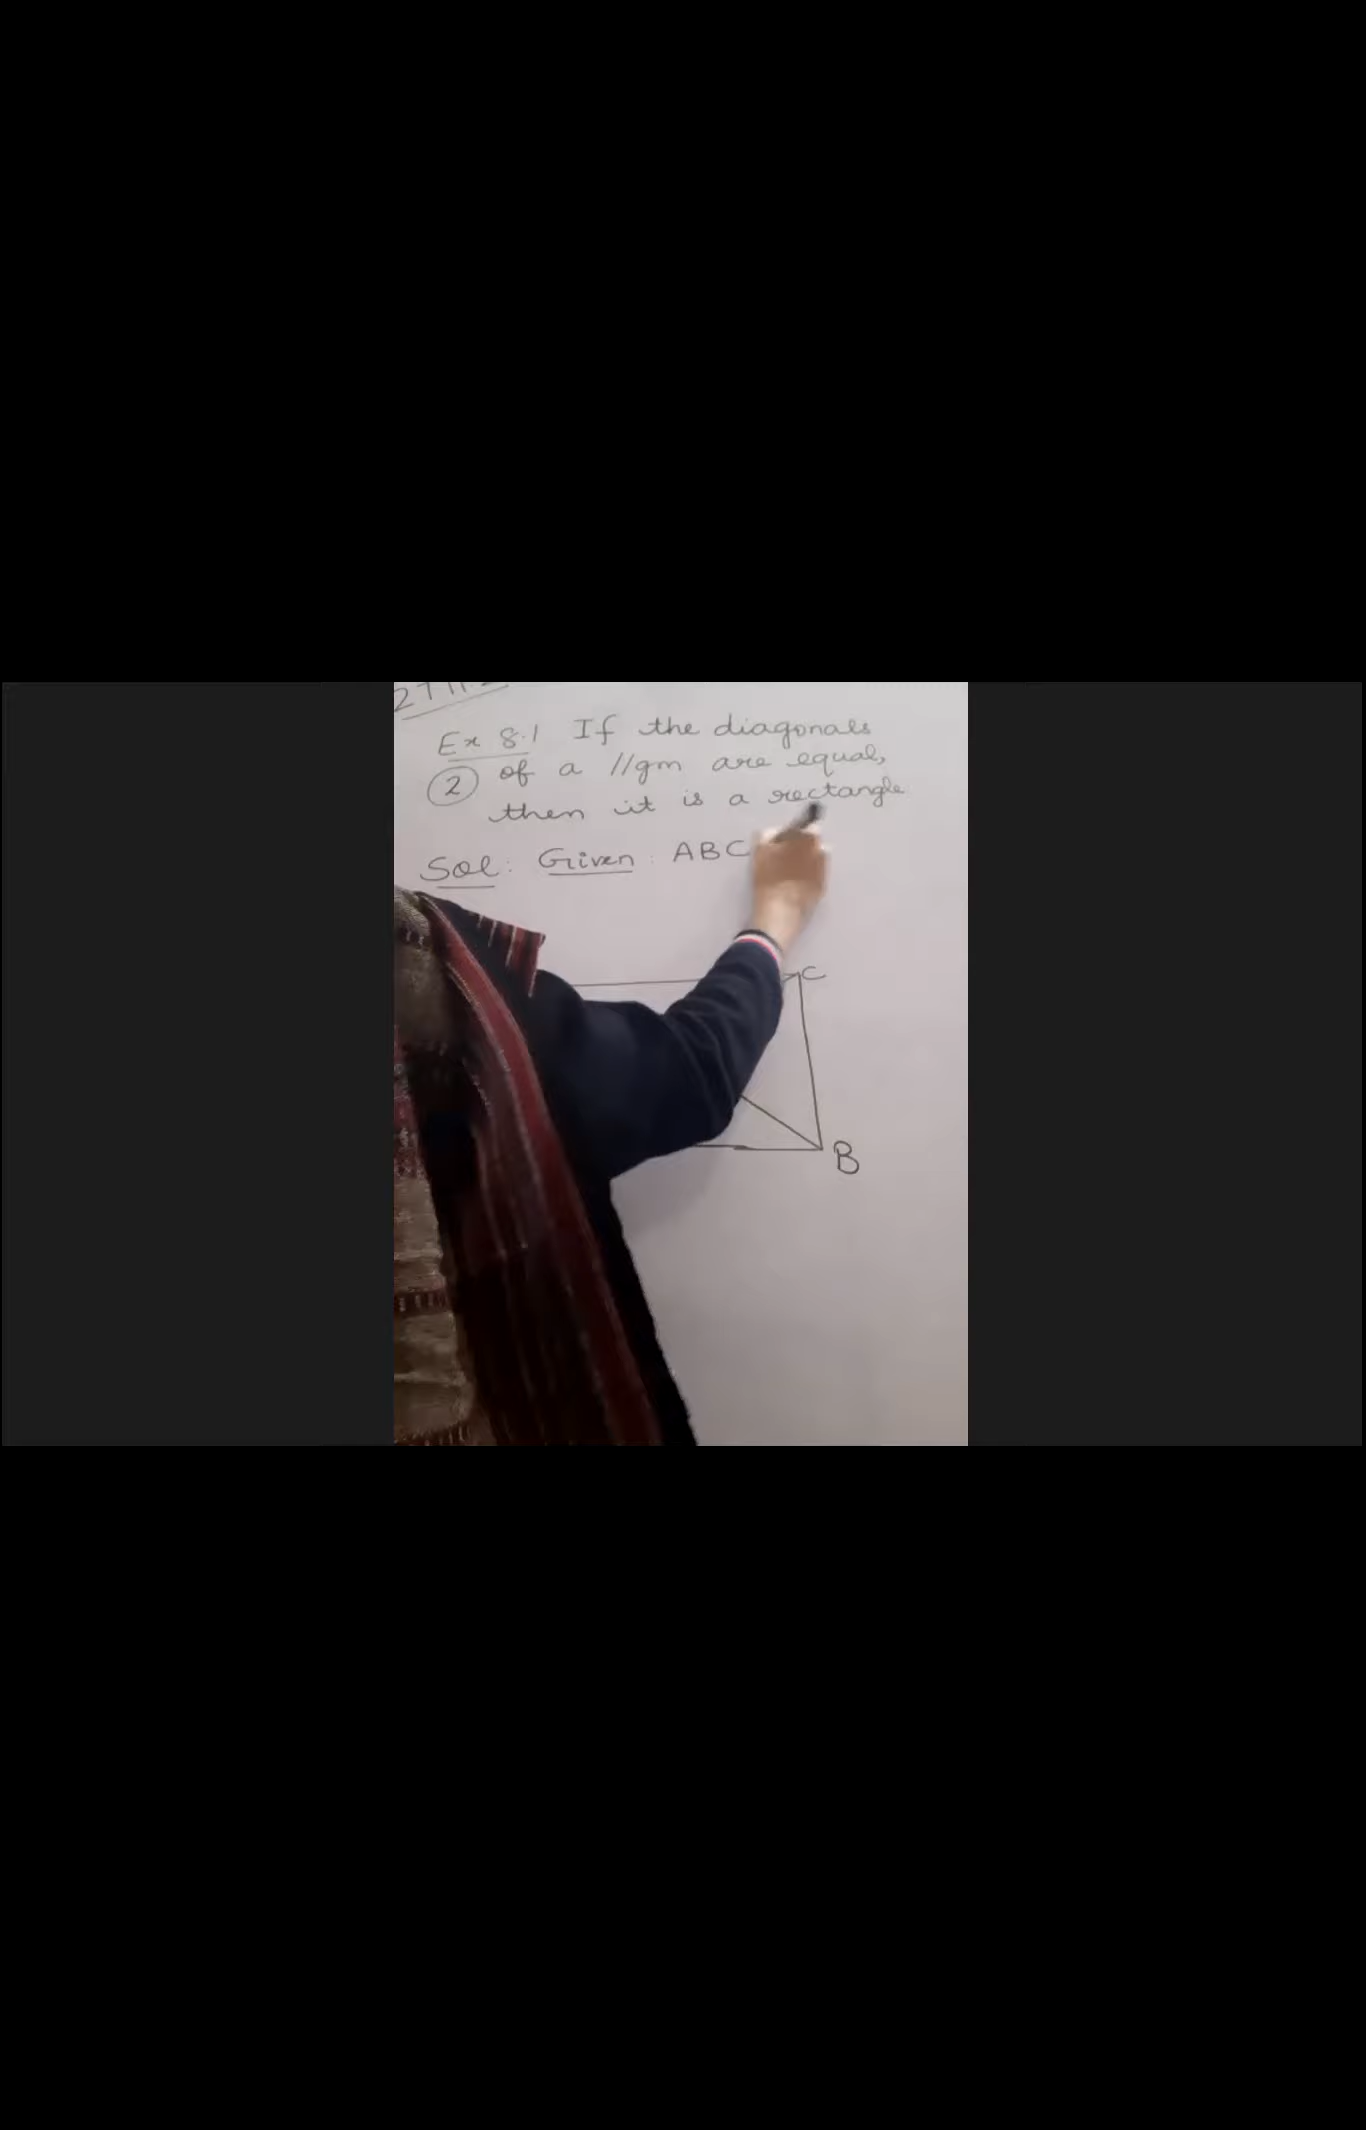 Ex 8.1 If the diagonals
② of a //gm are equal,
then it is a rectangle
Sol: Given: ABC
C
B